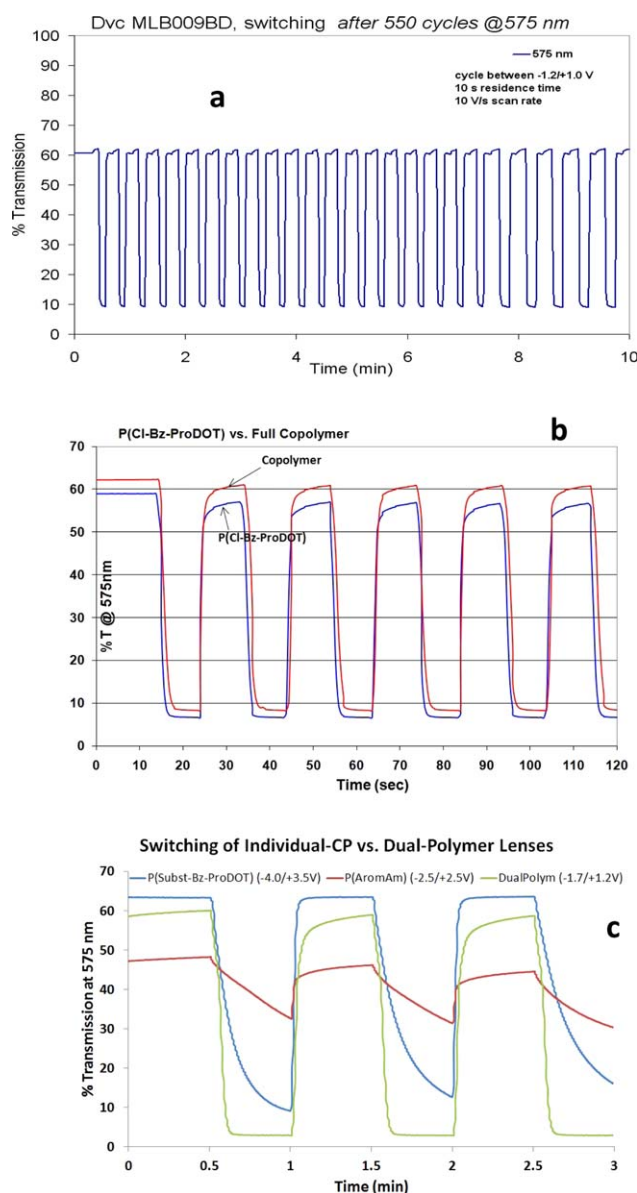 Dvc MLB009BD, switching after 550 cycles @575 nm
100
90
80
70
60
50
40
30
20
10
0
% Transmission
a
575 nm
cycle between -1.2/+1.0 V
10 s residence time
10 V/s scan rate
0 2 4 6 8 10
Time (min)
P(Cl-Bz-ProDOT) vs. Full Copolymer
b
70
60
50
40
30
20
10
0
%T @ 575nm
Copolymer
P(Cl-Bz-ProDOT)
0 10 20 30 40 50 60 70 80 90 100 110 120
Time (sec)
Switching of Individual-CP vs. Dual-Polymer Lenses
P(Subst-Bz-ProDOT) (-4.0/+3.5V) P(AromAm) (-2.5/+2.5V) DualPolym (-1.7/+1.2V)
c
70
60
50
40
30
20
10
0
% Transmission at 575 nm
0 0.5 1 1.5 2 2.5 3
Time (min)